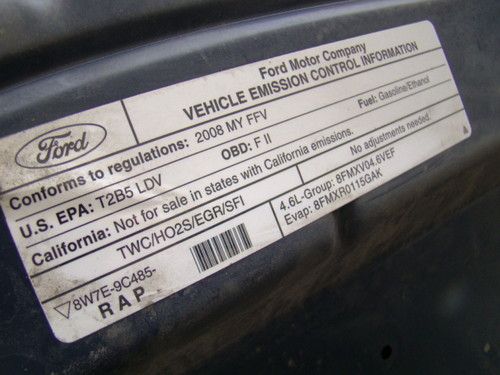 Ford Motor Company
VEHICLE EMISSION CONTROL INFORMATION
Ford
Conforms to regulations: 2008 MY FFV
Fuel: Gasoline/Ethanol
U.S. EPA: T2B5 LDV
OBD: F II
No adjustments needed.
California: Not for sale in states with California emissions.
TWC/HO2S/EGR/SFI
4.6L-Group: 8FMXV04.6VEF
Evap: 8FMXR0115GAK
8W7E-9C485-
RAP